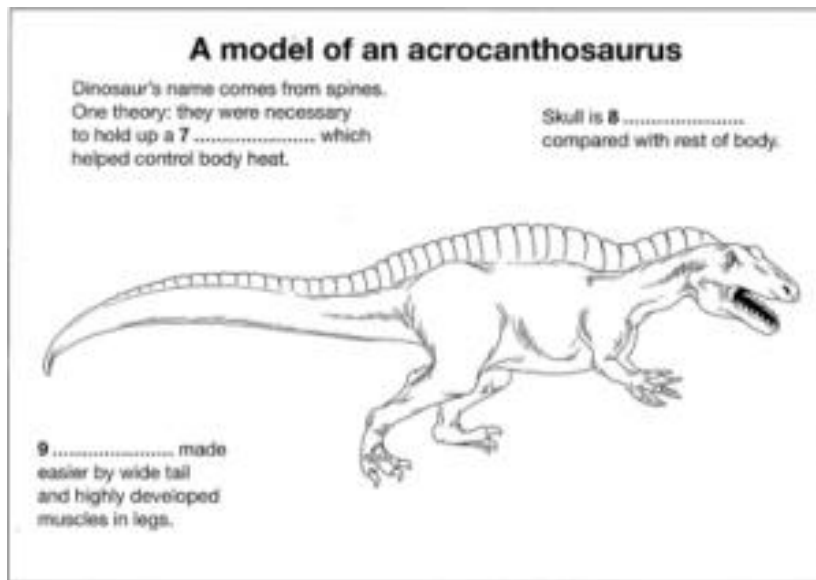 A model of an acrocanthosaurus
Dinosaur's name comes from spines.
One theory: they were necessary
to hold up a 7 ...................... which
helped control body heat.
Skull is 8 ......................
compared with rest of body.
9 ...................... made
easier by wide tail
and highly developed
muscles in legs.